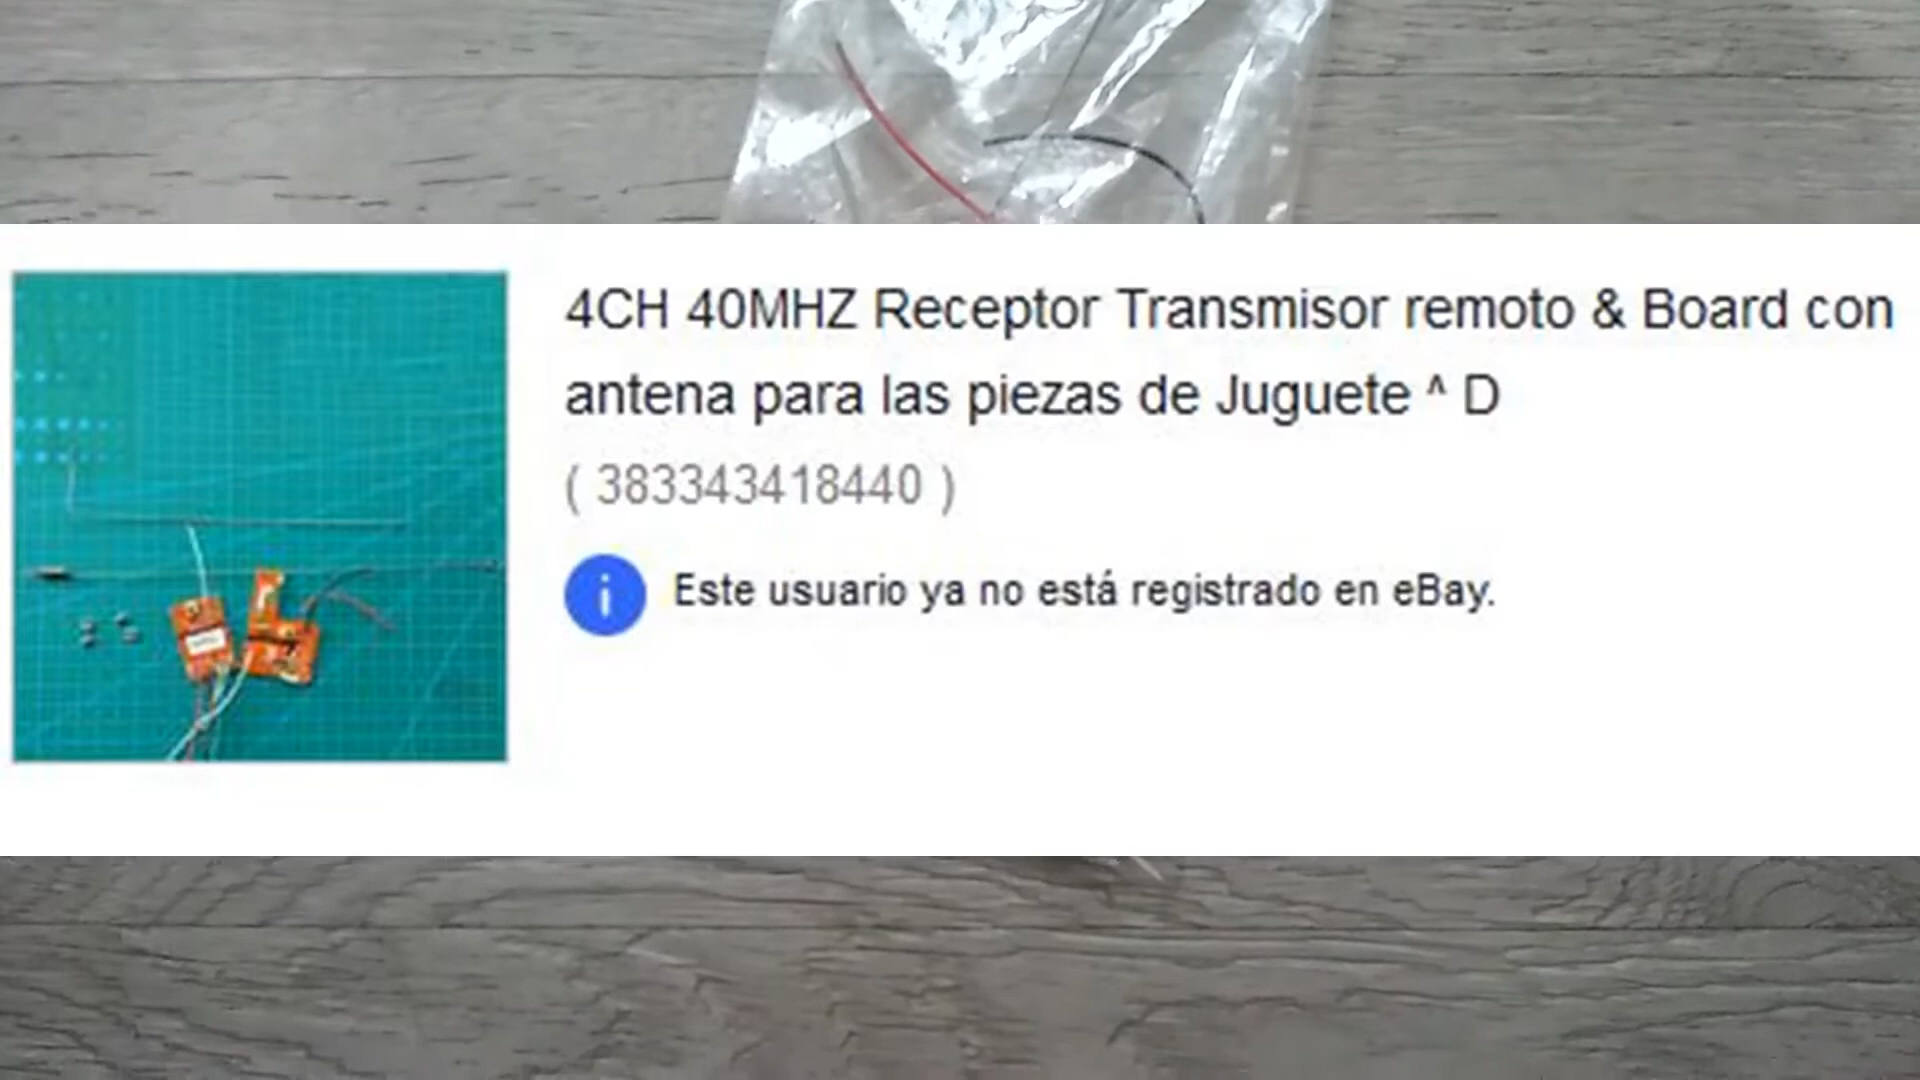 4CH 40MHZ Receptor Transmisor remoto & Board con
antena para las piezas de Juguete ^ D
( 383343418440 )
Este usuario ya no está registrado en eBay.